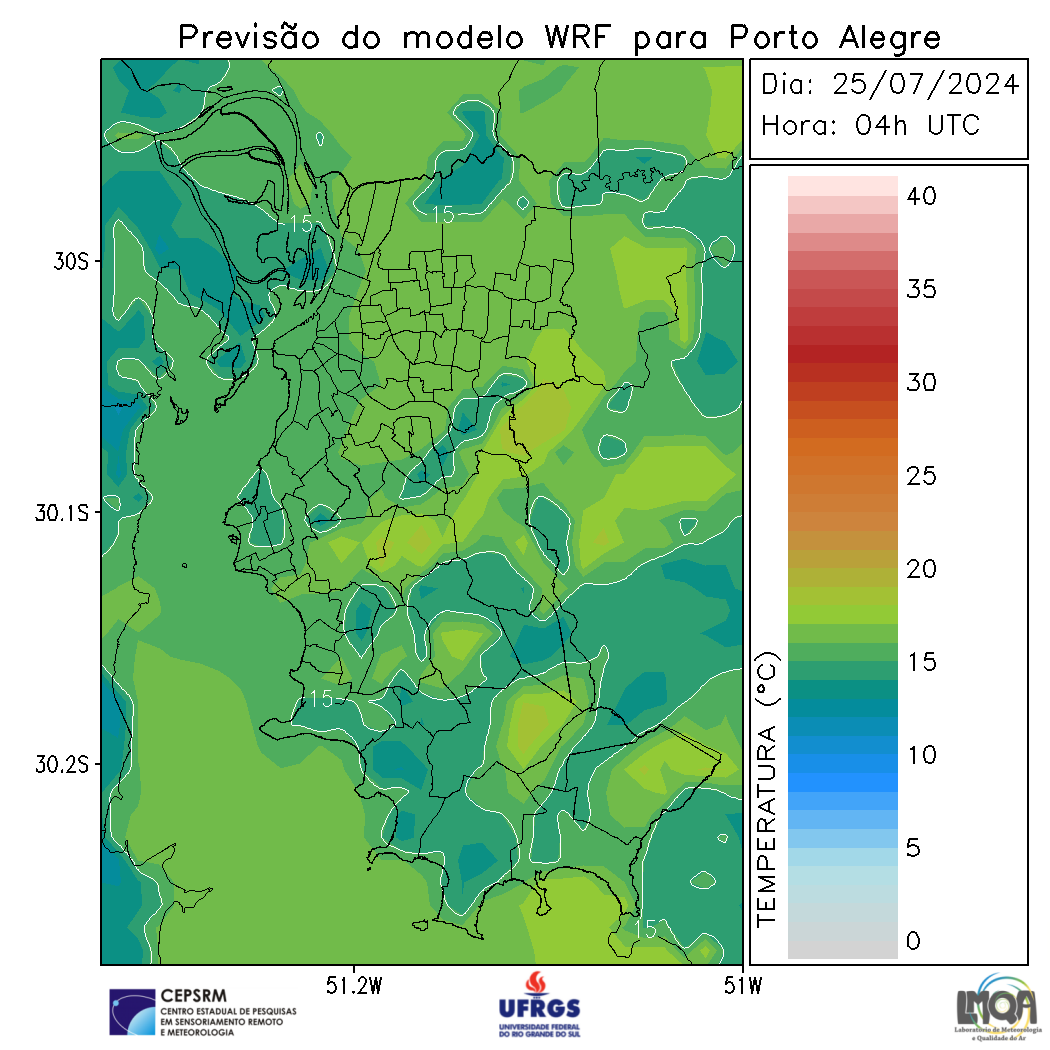 Previsão do modelo WRF para Porto Alegre
Dia: 25/07/2024
Hora: 04h UTC
30S
30.1S
30.2S
51.2W
51W
15
15
15
15
TEMPERATURA (°C)
40
35
30
25
20
15
10
5
0
CEPSRM
CENTRO ESTADUAL DE PESQUISAS
EM SENSORIAMENTO REMOTO
E METEOROLOGIA
UFRGS
UNIVERSIDADE FEDERAL
DO RIO GRANDE DO SUL
LMQA
Laboratório de Meteorologia
e Qualidade do Ar